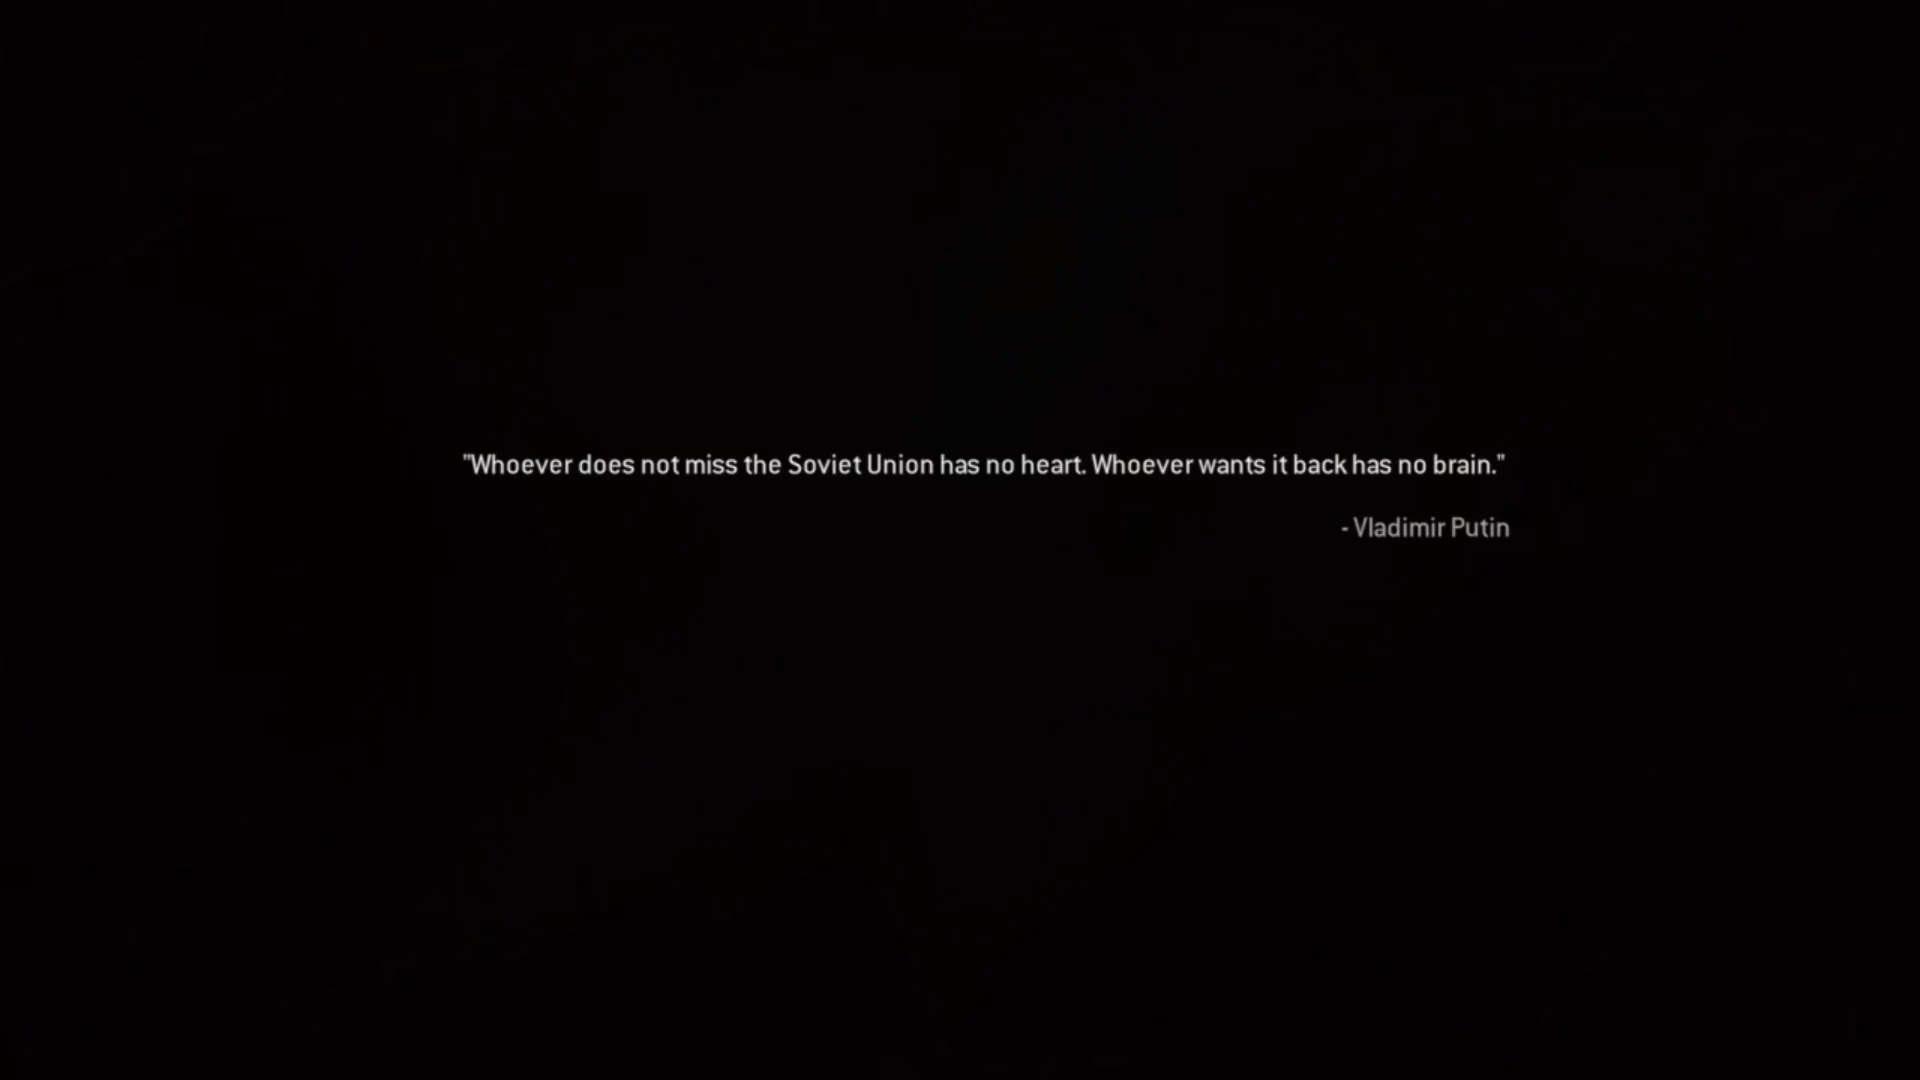 "Whoever does not miss the Soviet Union has no heart. Whoever wants it back has no brain."
- Vladimir Putin